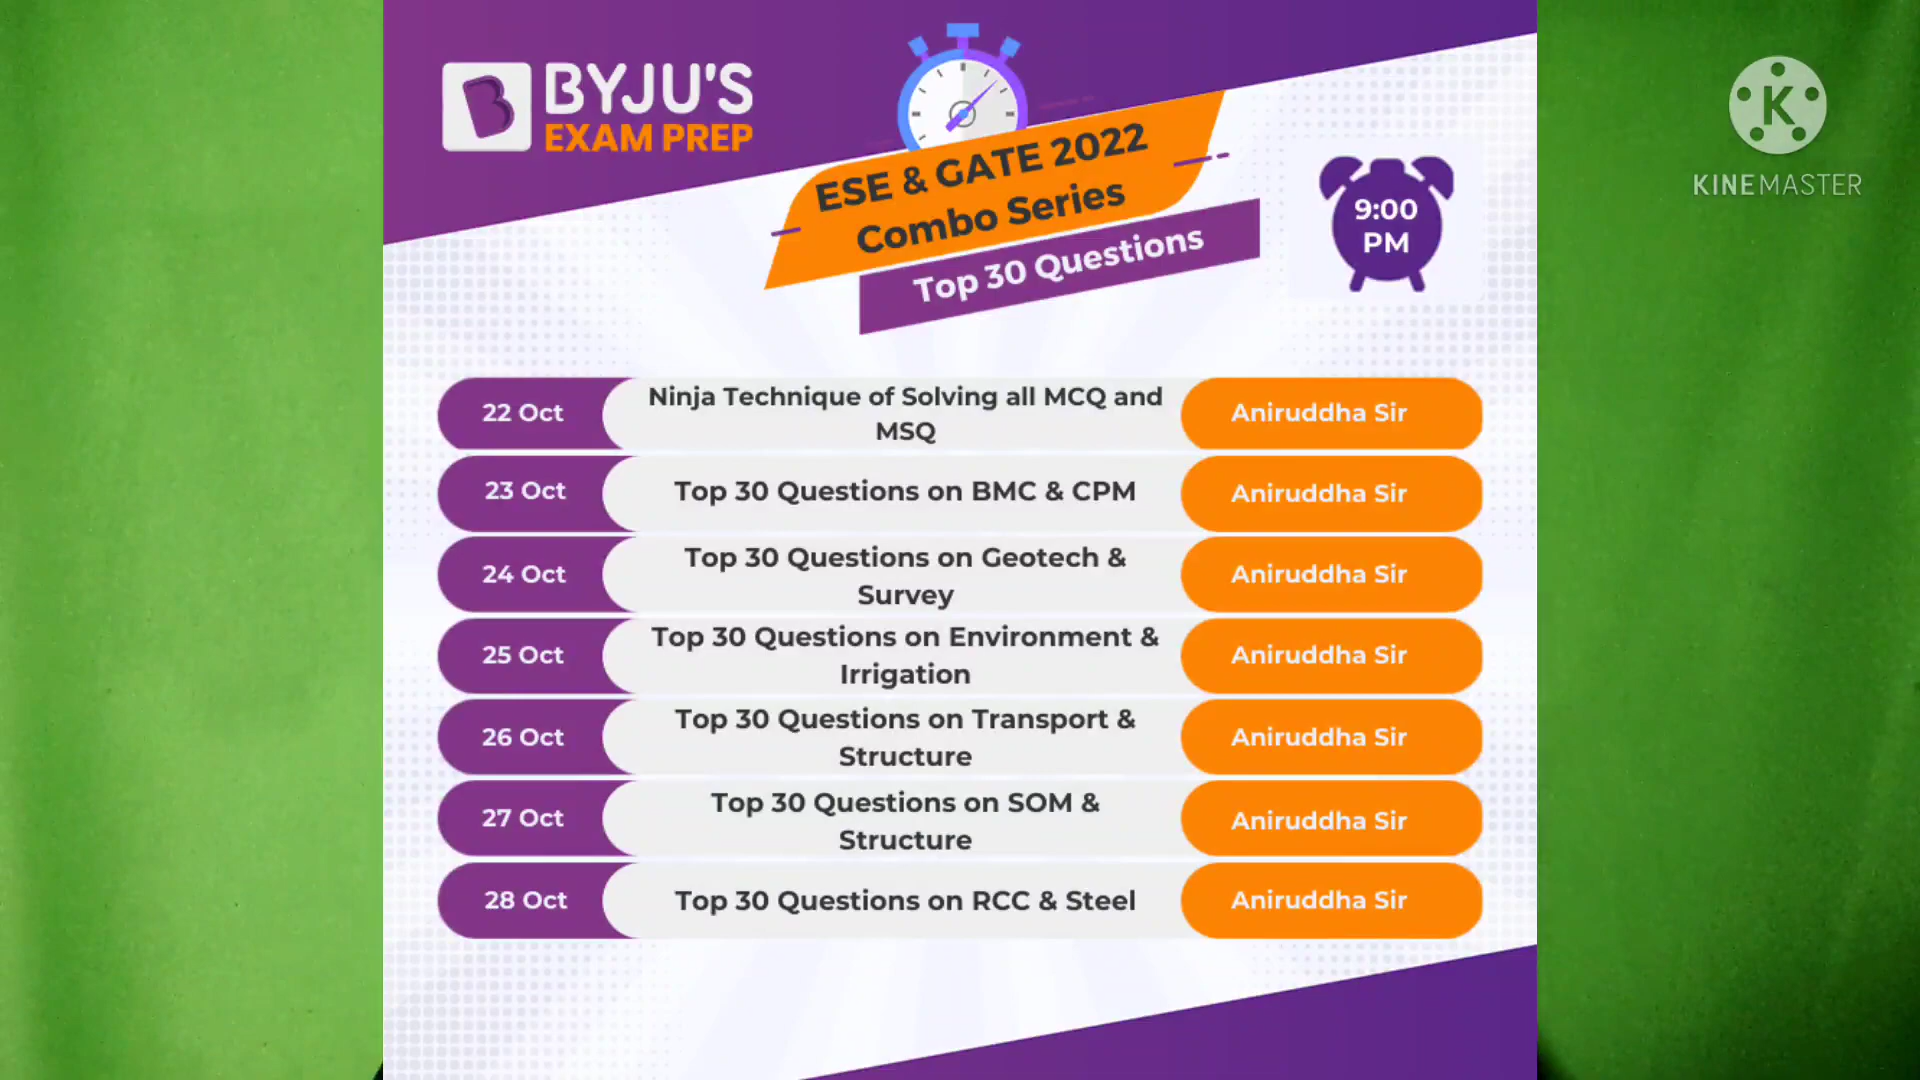 BYJU'S
EXAM PREP
ESE & GATE 2022
Combo Series
Top 30 Questions
9:00
PM
K
KINEMASTER
22 Oct
Ninja Technique of Solving all MCQ and
MSQ
Aniruddha Sir
23 Oct
Top 30 Questions on BMC & CPM
Aniruddha Sir
24 Oct
Top 30 Questions on Geotech &
Survey
Aniruddha Sir
25 Oct
Top 30 Questions on Environment &
Irrigation
Aniruddha Sir
26 Oct
Top 30 Questions on Transport &
Structure
Aniruddha Sir
27 Oct
Top 30 Questions on SOM &
Structure
Aniruddha Sir
28 Oct
Top 30 Questions on RCC & Steel
Aniruddha Sir